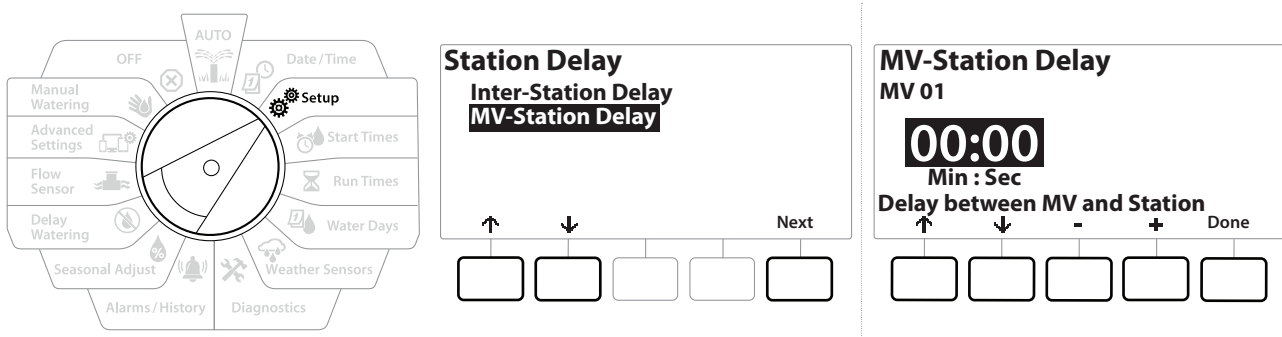 AUTO
OFF
Date / Time
Manual
Watering
Setup
Advanced
Settings
Start Times
Flow
Sensor
Run Times
Delay
Watering
Water Days
Seasonal Adjust
Weather Sensors
Alarms / History
Diagnostics
Station Delay
Inter-Station Delay
MV-Station Delay
Next
MV-Station Delay
MV 01
00:00
Min : Sec
Delay between MV and Station
- +
Done